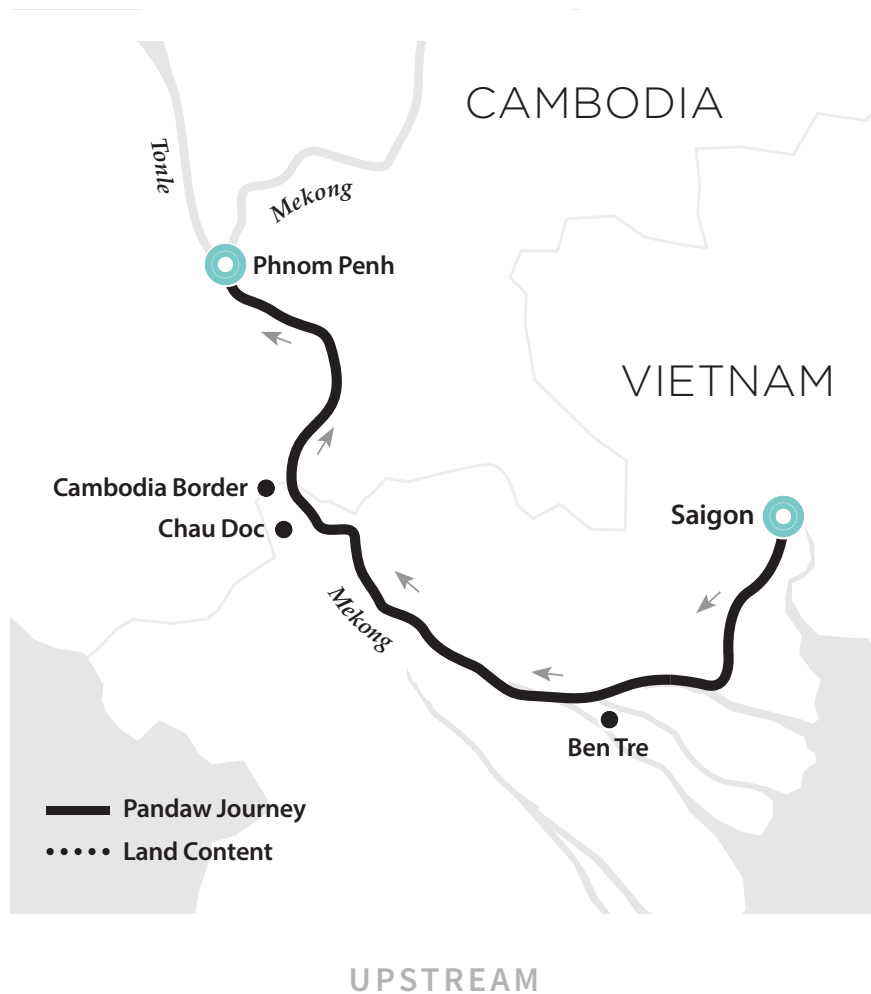 CAMBODIA
Tonle
Mekong
Phnom Penh
VIETNAM
Cambodia Border
Saigon
Chau Doc
Mekong
Ben Tre
Pandaw Journey
Land Content
UPSTREAM